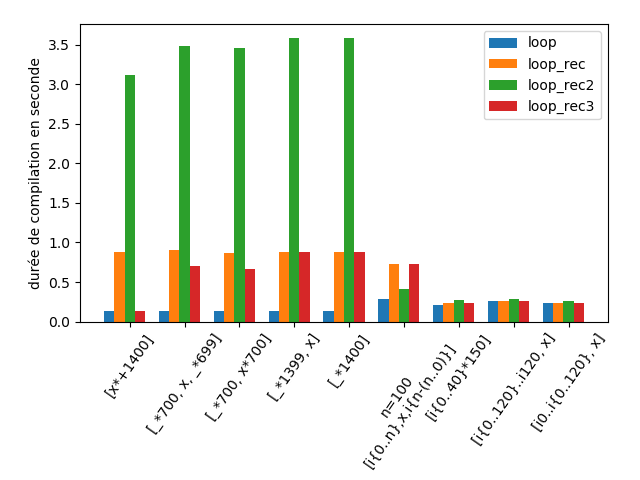 durée de compilation en seconde
3.5
3.0
2.5
2.0
1.5
1.0
0.5
0.0
loop
loop_rec
loop_rec2
loop_rec3
[x*+1400]
[_*700, x, _*699]
[_*700, x*700]
[_*1399, x]
[_*1400]
n=100
[i{0..n},x,i{n-(n..0)}]
[i{0..40}*150]
[i{0..120}..i120, x]
[i0..i{0..120}, x]